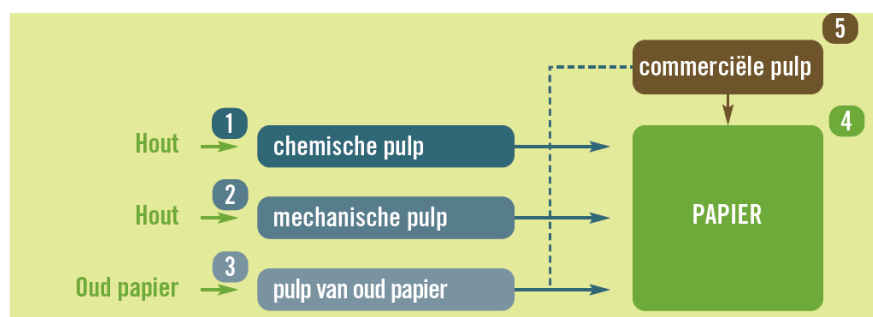 5
commerciële pulp
1
4
Hout
chemische pulp
2
Hout
mechanische pulp
PAPIER
3
Oud papier
pulp van oud papier